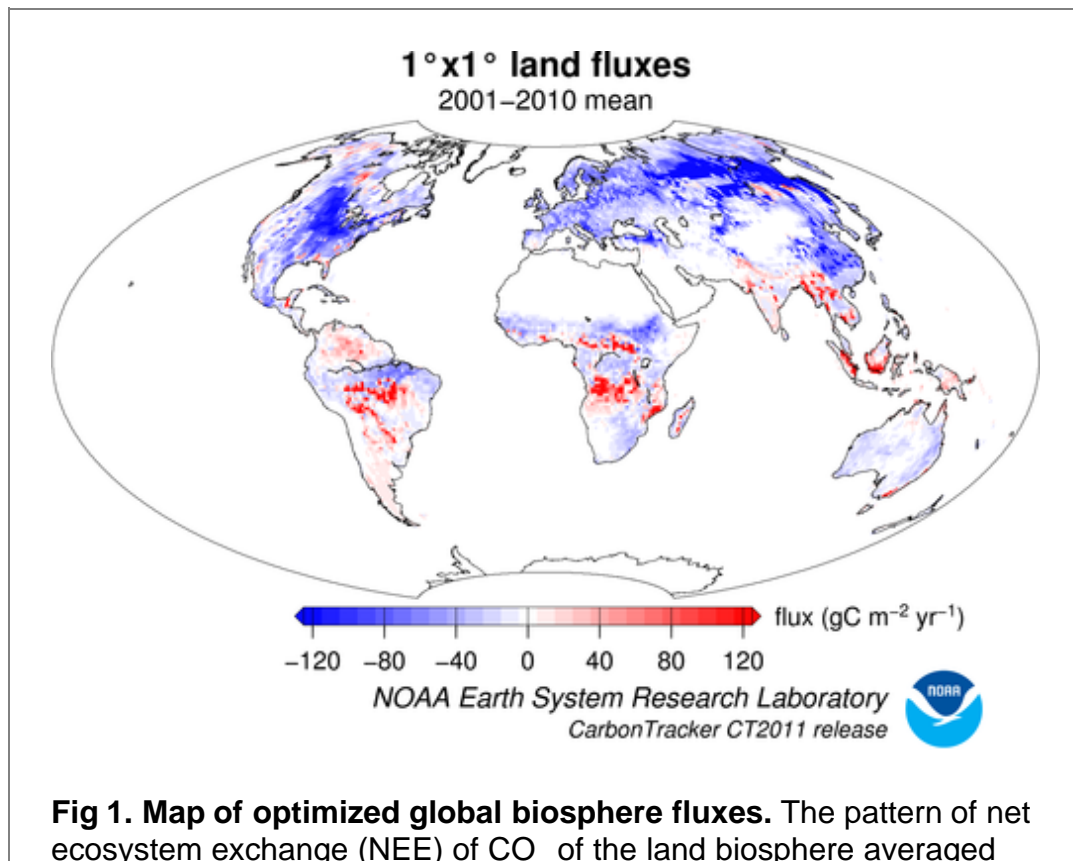 1°x1° land fluxes
2001−2010 mean
flux (gC m−2 yr−1)
−120 −80 −40 0 40 80 120
NOAA Earth System Research Laboratory
NOAA
CarbonTracker CT2011 release
Fig 1. Map of optimized global biosphere fluxes. The pattern of net
ecosystem exchange (NEE) of CO of the land biosphere averaged